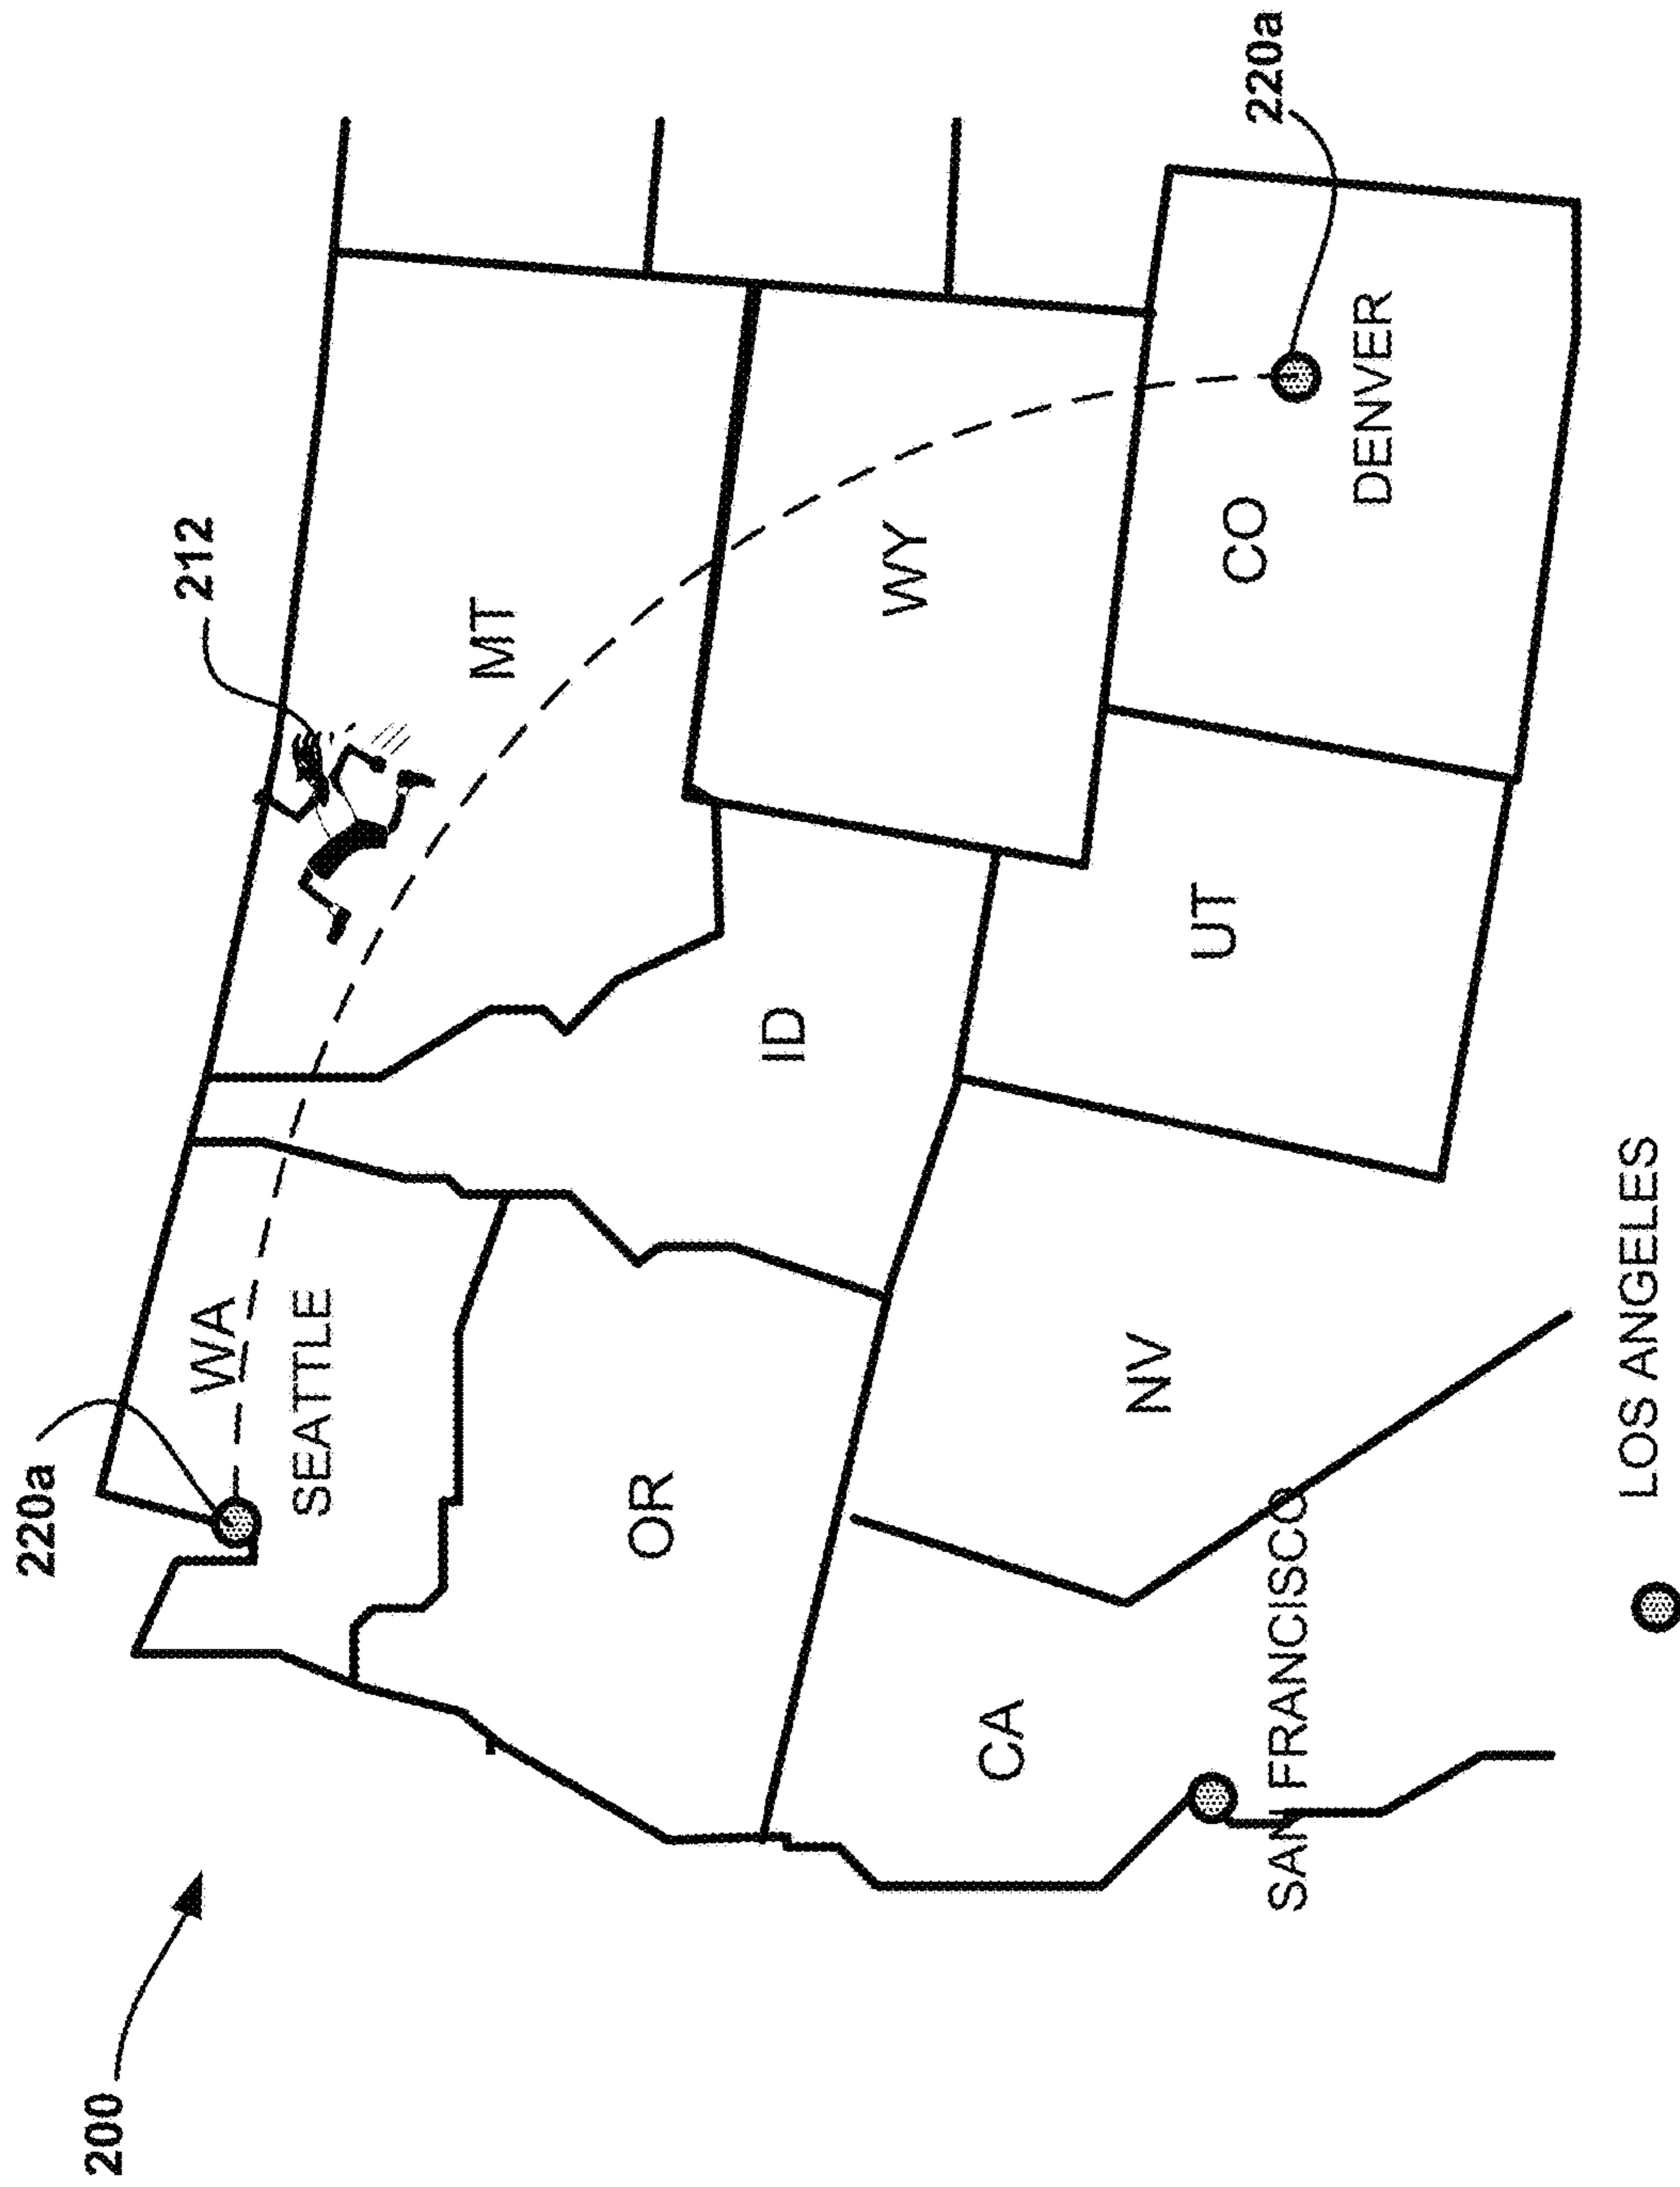 200
220a
212
WA
SEATTLE
MT
OR
ID
WY
220a
CA
NV
UT
CO
SAN FRANCISCO
DENVER
LOS ANGELES